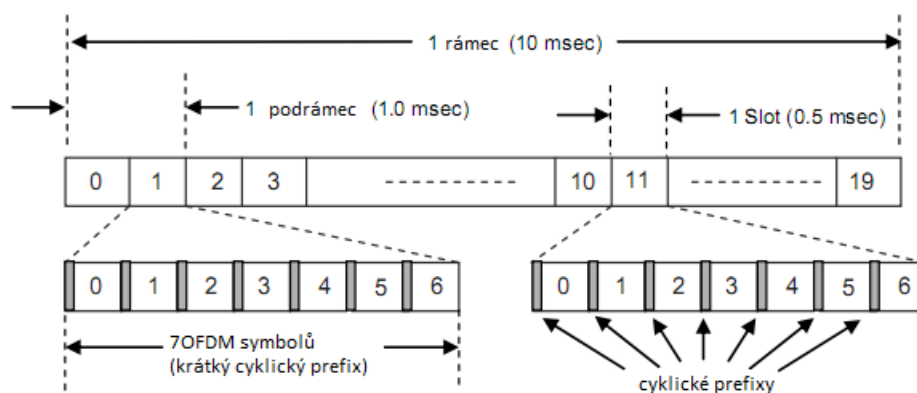 1 rámec (10 msec)
1 podrámec (1.0 msec)
1 Slot (0.5 msec)
0 1 2 3 10 11 19
0 1 2 3 4 5 6
0 1 2 3 4 5 6
7OFDM symbolů
(krátký cyklický prefix)
cyklické prefixy